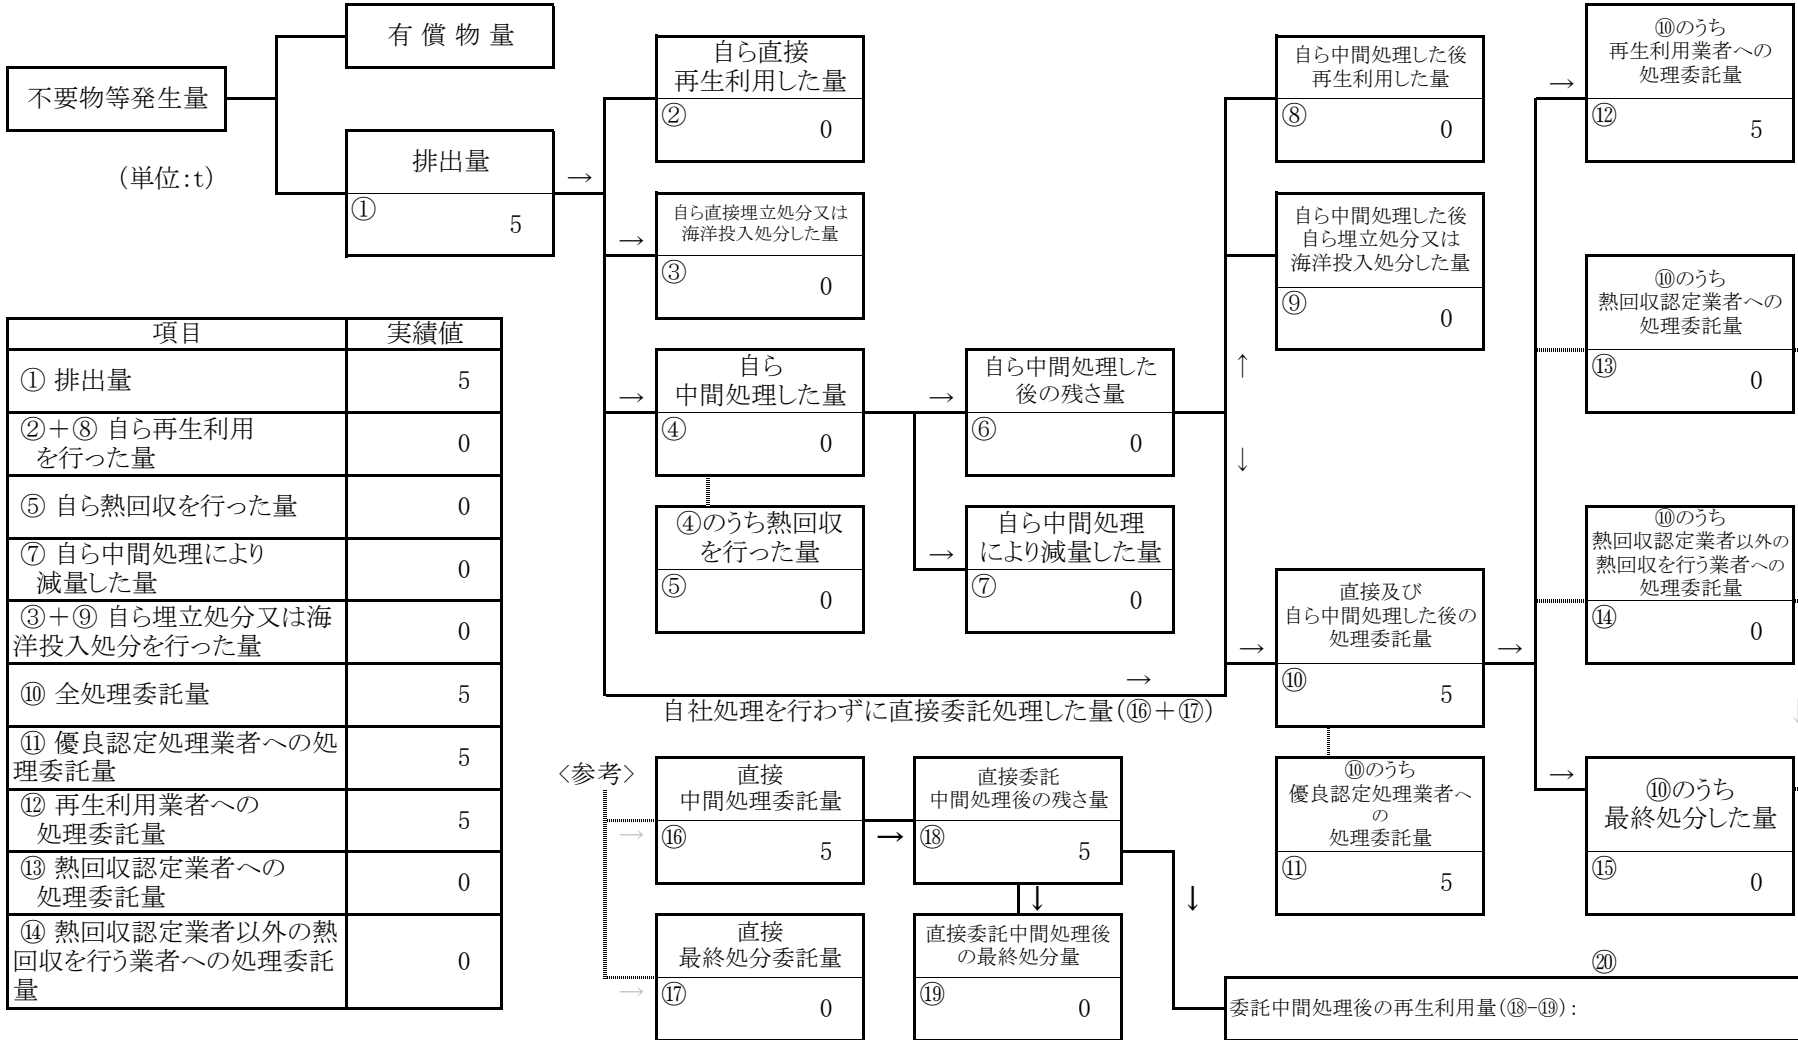 有 償 物 量
不要物等発生量
(単位:t)
排出量
①
5
→
自ら直接
再生利用した量
②
0
→
自ら直接埋立処分又は
海洋投入処分した量
③
0
→
自ら
中間処理した量
④
0
④のうち熱回収
を行った量
⑤
0
→
自ら中間処理した
後の残さ量
⑥
0
→
自ら中間処理
により減量した量
⑦
0
自ら中間処理した後
再生利用した量
⑧
0
自ら中間処理した後
自ら埋立処分又は
海洋投入処分した量
⑨
0
↑
↓
→
自社処理を行わずに直接委託処理した量(⑯+⑰)
→
直接及び
自ら中間処理した後の
処理委託量
⑩
5
→
⑩のうち
優良認定処理業者へ
の
処理委託量
⑪
5
→
⑩のうち
再生利用業者への
処理委託量
⑫
5
⑩のうち
熱回収認定業者への
処理委託量
⑬
0
⑩のうち
熱回収認定業者以外の
熱回収を行う業者への
処理委託量
⑭
0
↓
→
⑩のうち
最終処分した量
⑮
0
項目 実績値
① 排出量 5
②+⑧ 自ら再生利用
を行った量 0
⑤ 自ら熱回収を行った量 0
⑦ 自ら中間処理により
減量した量 0
③+⑨ 自ら埋立処分又は海
洋投入処分を行った量 0
⑩ 全処理委託量 5
⑪ 優良認定処理業者への処
理委託量 5
⑫ 再生利用業者への
処理委託量 5
⑬ 熱回収認定業者への
処理委託量 0
⑭ 熱回収認定業者以外の熱
回収を行う業者への処理委託
量 0
<参考>
→
直接
中間処理委託量
⑯
5
→
直接委託
中間処理後の残さ量
⑱
5
→
直接
最終処分委託量
⑰
0
↓
直接委託中間処理後
の最終処分量
⑲
0
↓
⑳
委託中間処理後の再生利用量(⑱-⑲):